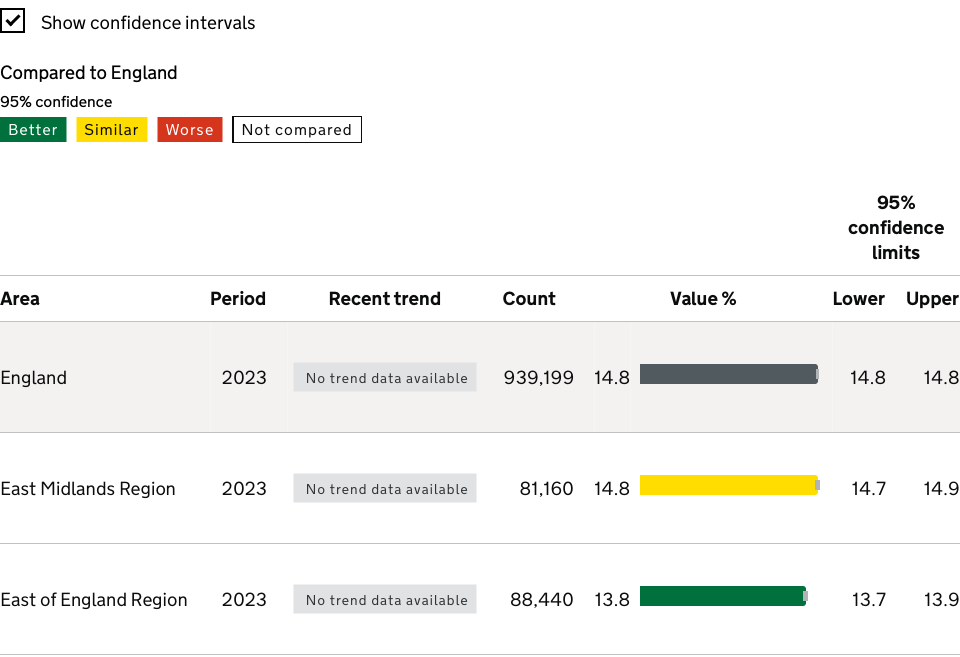 Show confidence intervals
Compared to England
95% confidence
Better Similar Worse Not compared
95%
confidence
limits
Area Period Recent trend Count Value % Lower Upper
England 2023 No trend data available 939,199 14.8 14.8 14.8
East Midlands Region 2023 No trend data available 81,160 14.8 14.7 14.9
East of England Region 2023 No trend data available 88,440 13.8 13.7 13.9